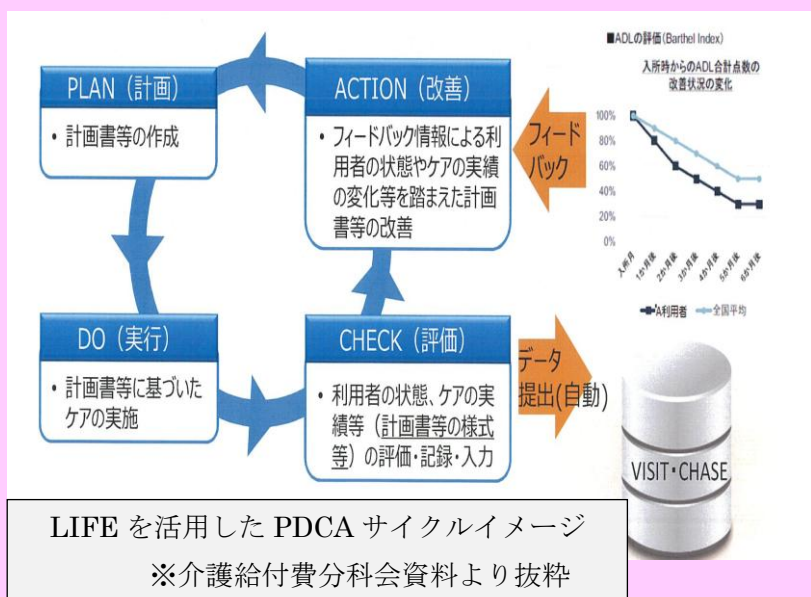 PLAN（計画）
• 計画書等の作成
ACTION（改善）
• フィードバック情報による利
用者の状態やケアの実績
の変化等を踏まえた計画
書等の改善
フィード
バック
■ADLの評価(Barthel Index)
入所時からのADL合計点数の
改善状況の変化
100%
80%
60%
40%
20%
0%
入所月
1か月後
2か月後
3か月後
4か月後
5か月後
6か月後
A利用者
全国平均
DO（実行）
• 計画書等に基づいた
ケアの実施
CHECK（評価）
• 利用者の状態、ケアの実
績等（計画書等の様式
等）の評価・記録・入力
データ
提出(自動)
VISIT・CHASE
LIFE を活用した PDCA サイクルイメージ
※介護給付費分科会資料より抜粋